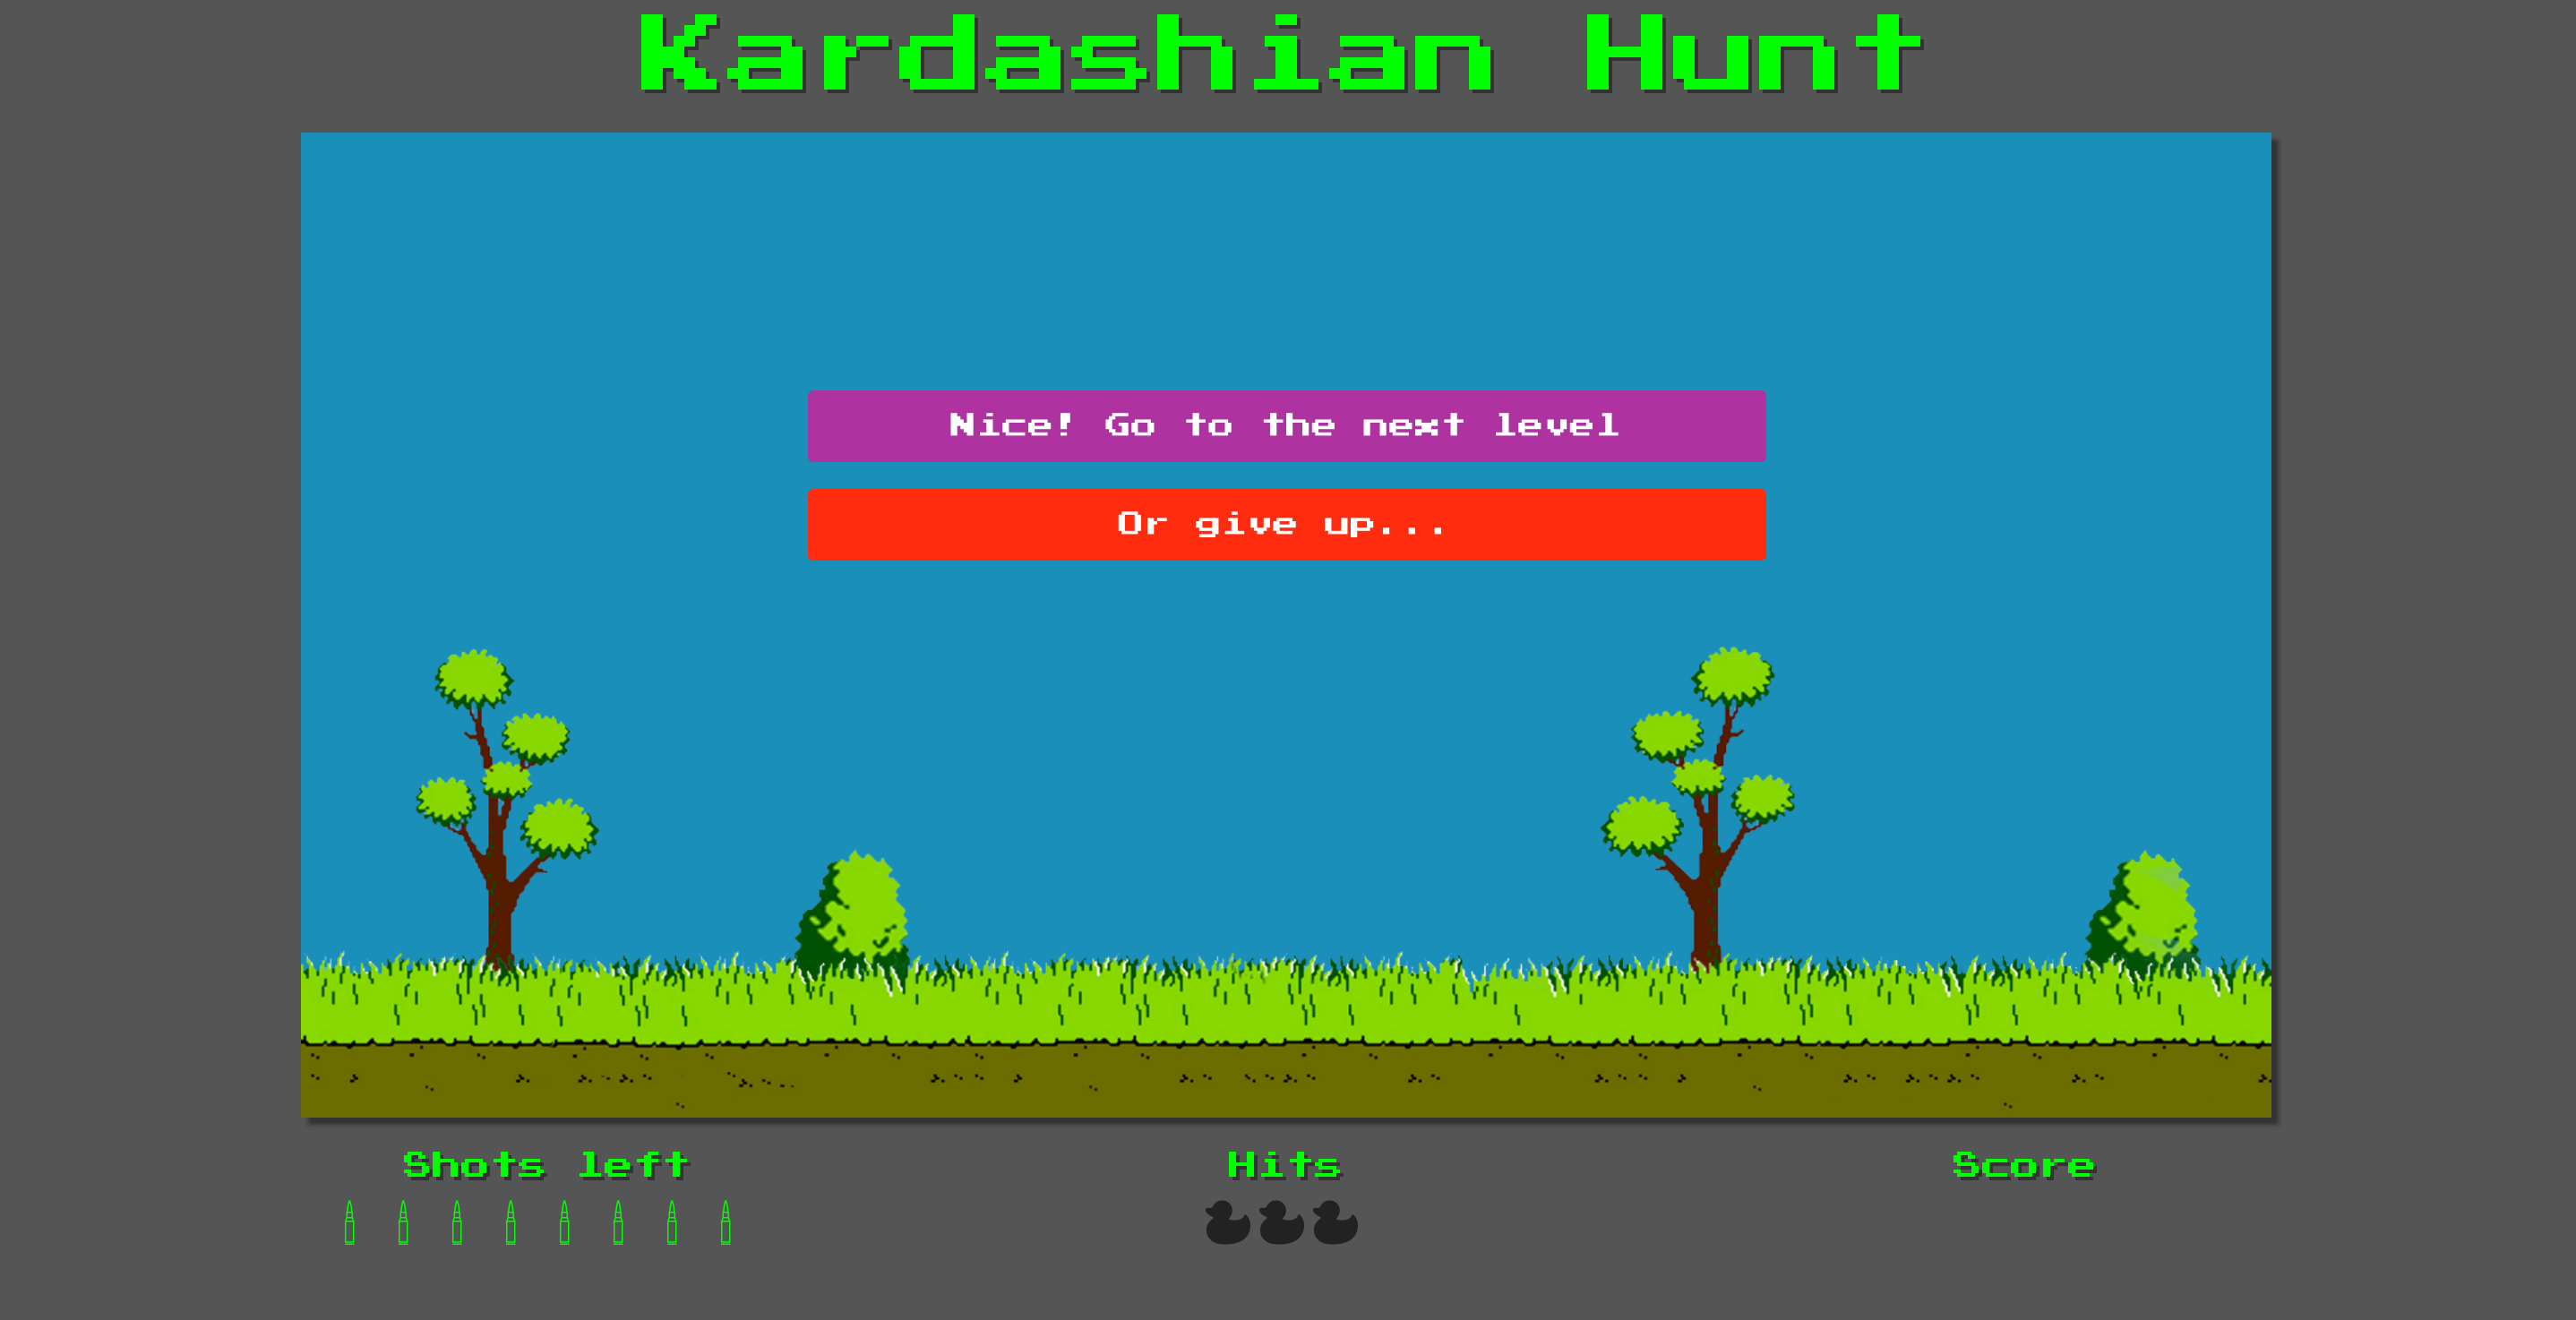 Kardashian Hunt
Nice! Go to the next level
Or give up...
Shots left
Hits
Score